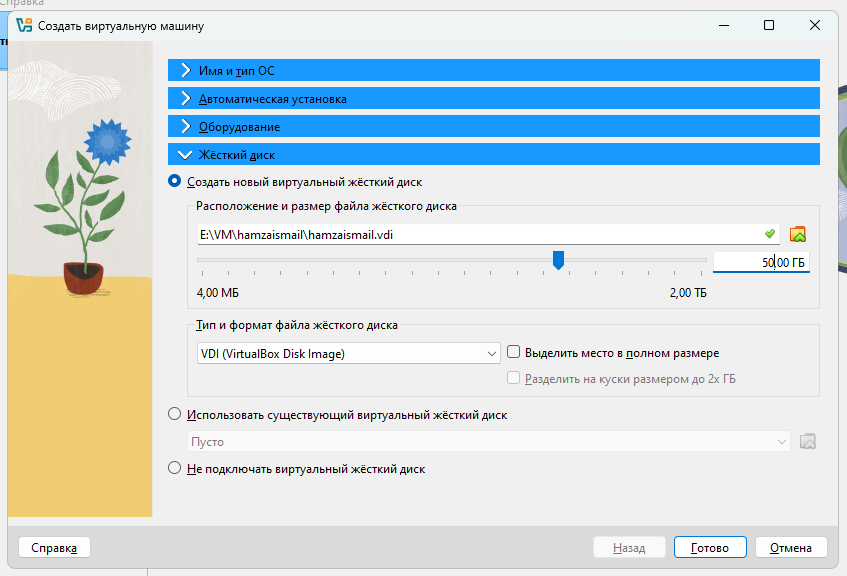 Справка
Создать виртуальную машину
Имя и тип ОС
Автоматическая установка
Оборудование
Жёсткий диск
Создать новый виртуальный жёсткий диск
Расположение и размер файла жёсткого диска
E:\VM\hamzaismail\hamzaismail.vdi
50,00 ГБ
4,00 МБ 2,00 ТБ
Тип и формат файла жёсткого диска
VDI (VirtualBox Disk Image) Выделить место в полном размере
Разделить на куски размером до 2х ГБ
Использовать существующий виртуальный жёсткий диск
Пусто
Не подключать виртуальный жёсткий диск
Справка Назад Готово Отмена